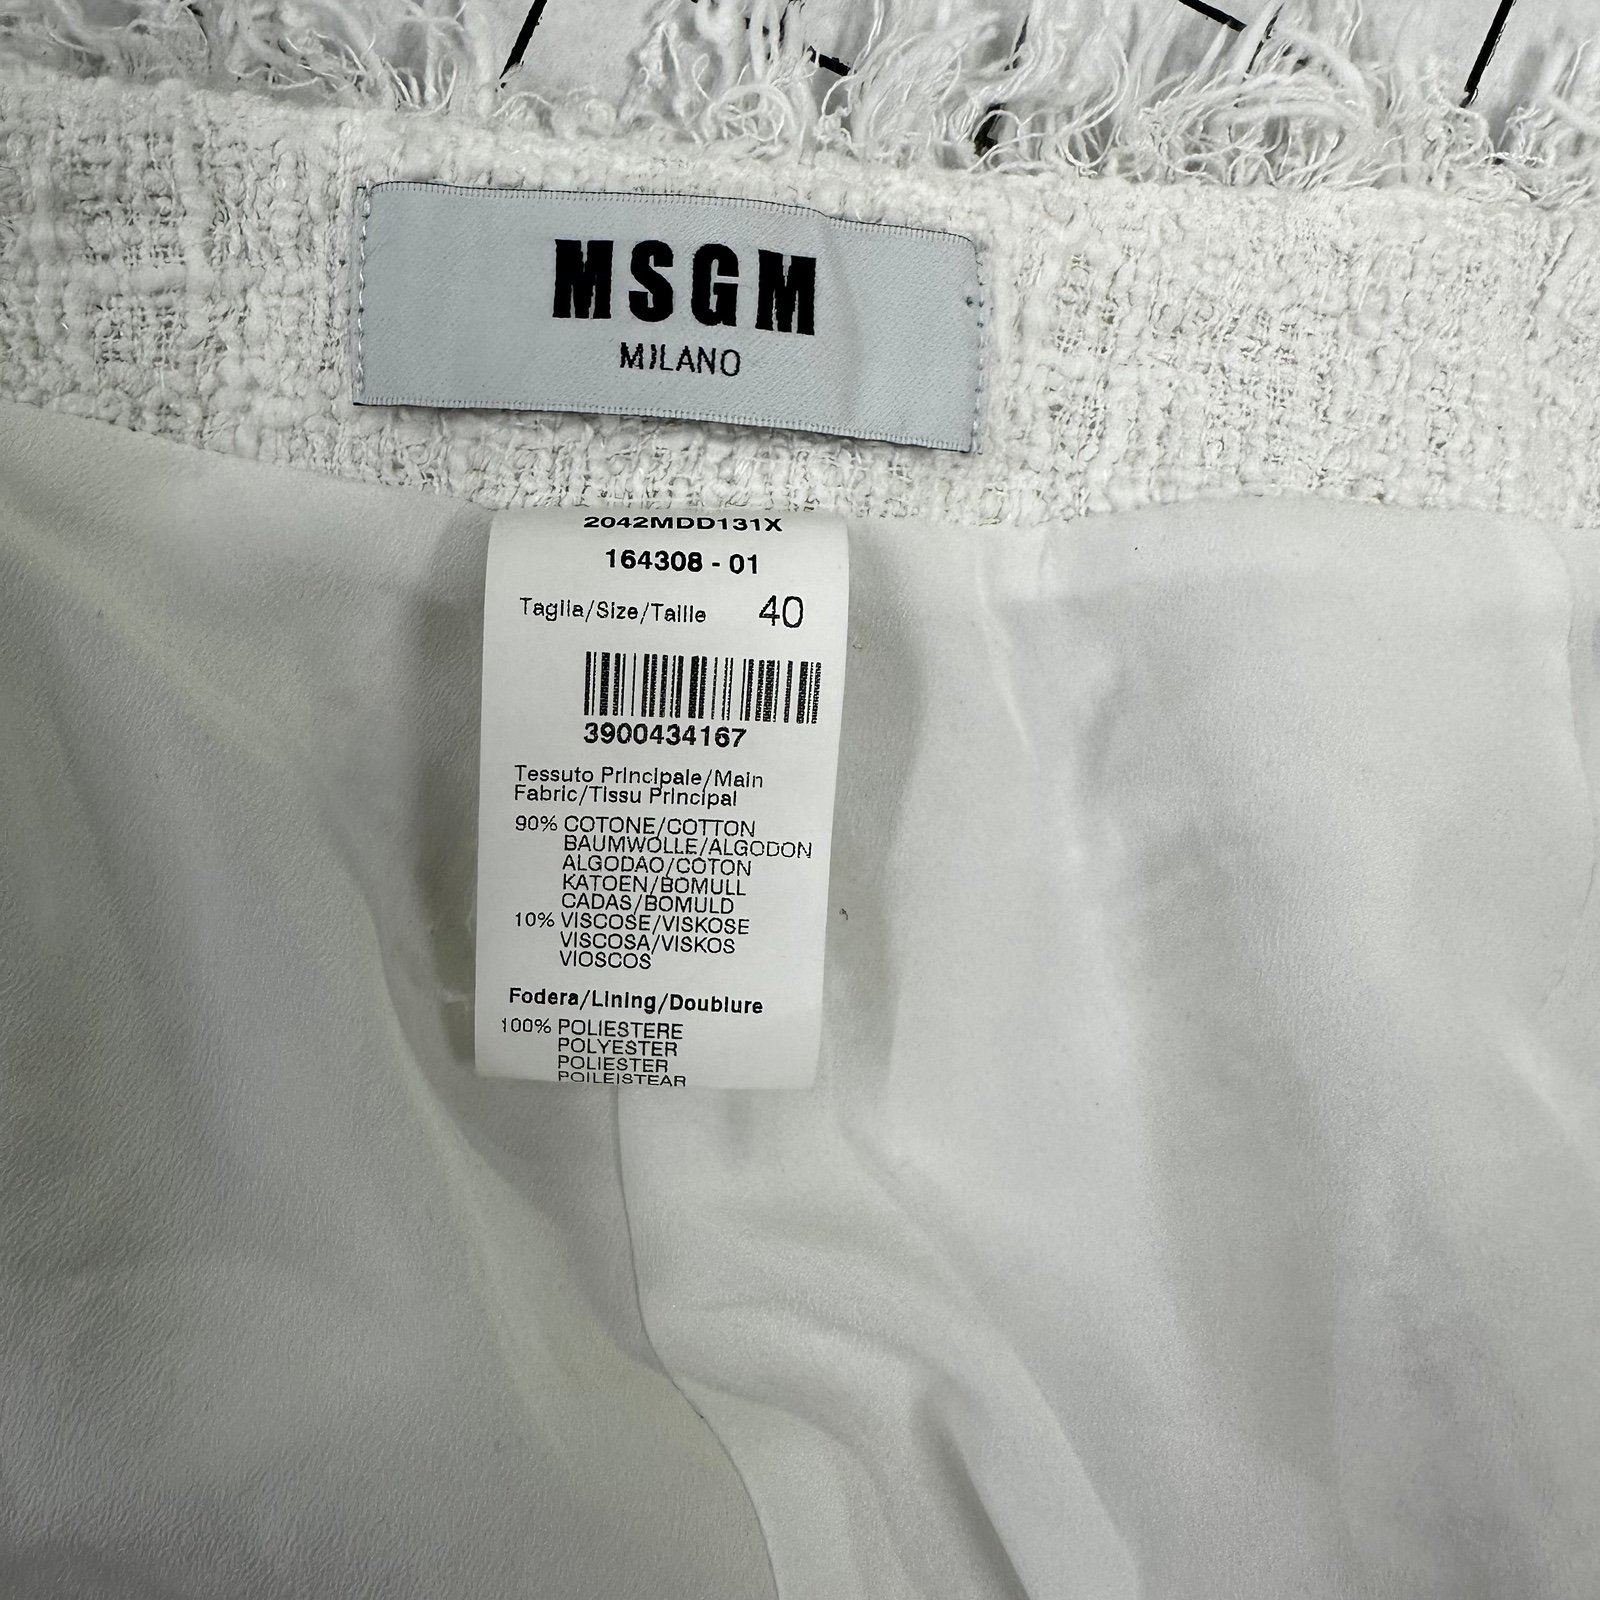 MSGM
MILANO
2042MDD131X
164308 - 01
Taglia/Size/Taille 40
3900434167
Tessuto Principale/Main
Fabric/Tissu Principal
90% COTONE/COTTON
BAUMWOLLE/ALGODON
ALGODAO/COTON
KATOEN/BOMULL
CADAS/BOMULD
10% VISCOSE/VISKOSE
VISCOSA/VISKOS
VIOSCOS
Fodera/Lining/Doublure
100% POLIESTERE
POLYESTER
POLIESTER
POILEISTEAR